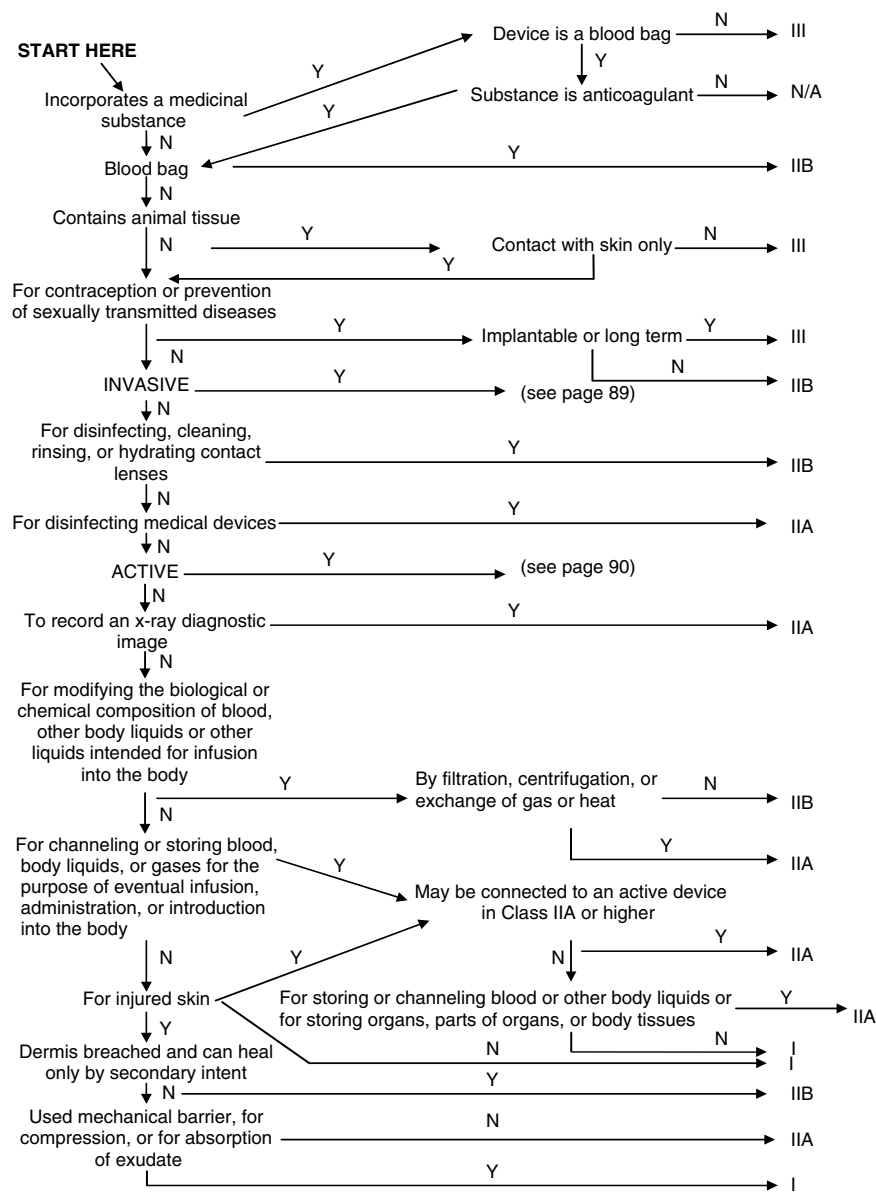 START HERE
Device is a blood bag
N
III
Y
Y
Incorporates a medicinal
substance
Substance is anticoagulant
N
N/A
Y
N
Blood bag
Y
IIB
N
Contains animal tissue
N
Y
Contact with skin only
N
III
Y
For contraception or prevention
of sexually transmitted diseases
Y
Implantable or long term
Y
III
N
N
IIB
INVASIVE
Y
(see page 89)
N
For disinfecting, cleaning,
rinsing, or hydrating contact
lenses
Y
IIB
N
For disinfecting medical devices
Y
IIA
N
ACTIVE
Y
(see page 90)
N
To record an x-ray diagnostic
image
Y
IIA
N
For modifying the biological or
chemical composition of blood,
other body liquids or other
liquids intended for infusion
into the body
Y
By filtration, centrifugation, or
exchange of gas or heat
N
IIB
N
Y
IIA
For channeling or storing blood,
body liquids, or gases for the
purpose of eventual infusion,
administration, or introduction
into the body
Y
May be connected to an active device
in Class IIA or higher
Y
IIA
N
N
Y
For injured skin
For storing or channeling blood or other body liquids or
for storing organs, parts of organs, or body tissues
Y
IIA
N
I
N
I
Y
Dermis breached and can heal
only by secondary intent
N
Y
IIB
Used mechanical barrier, for
compression, or for absorption
of exudate
N
IIA
Y
I